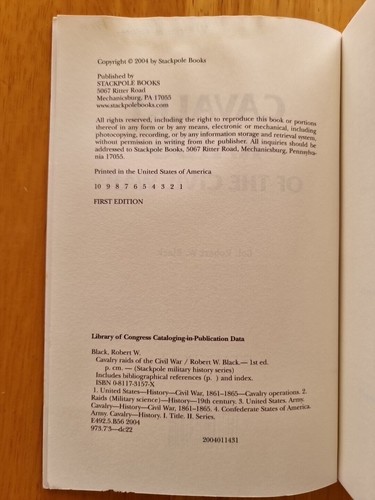 Copyright © 2004 by Stackpole Books
Published by
STACKPOLE BOOKS
5067 Ritter Road
Mechanicsburg, PA 17055
www.stackpolebooks.com
All rights reserved, including the right to reproduce this book or portions
thereof in any form or by any means, electronic or mechanical, including
photocopying, recording, or by any information storage and retrieval system,
without permission in writing from the publisher. All inquiries should be
addressed to Stackpole Books, 5067 Ritter Road, Mechanicsburg, Pennsylva-
nia 17055.
Printed in the United States of America
10 9 8 7 6 5 4 3 2 1
FIRST EDITION
Library of Congress Cataloging-in-Publication Data
Black, Robert W.
Cavalry raids of the Civil War / Robert W. Black.— 1st ed.
p. cm. — (Stackpole military history series)
Includes bibliographical references (p. ) and index.
ISBN 0-8117-3157-X
1. United States—History—Civil War, 1861–1865—Cavalry operations. 2.
Raids (Military science)—History—19th century. 3. United States. Army.
Cavalry—History—Civil War, 1861–1865. 4. Confederate States of America.
Army. Cavalry—History. I. Title. II. Series.
E492.5.B56 2004
973.7'3–dc22
2004011431